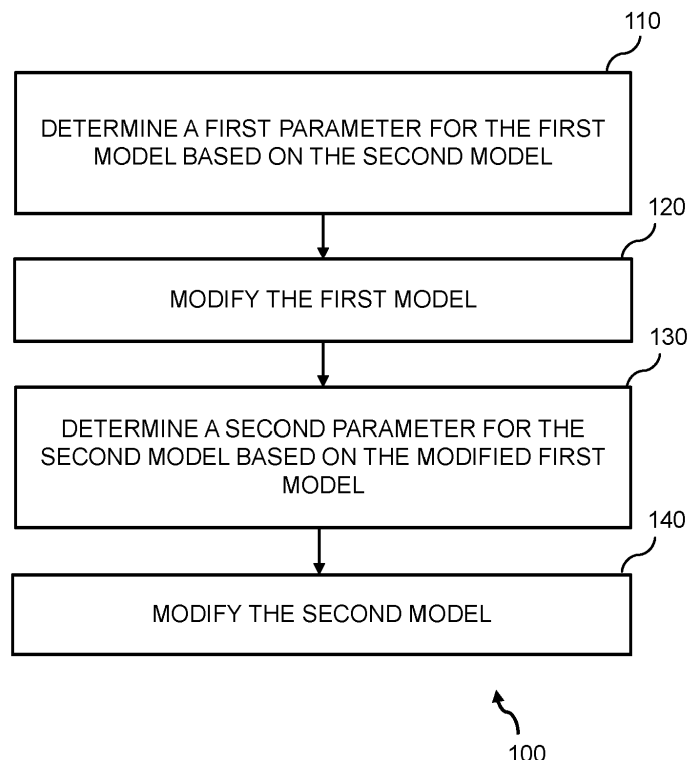 110
DETERMINE A FIRST PARAMETER FOR THE FIRST
MODEL BASED ON THE SECOND MODEL
120
MODIFY THE FIRST MODEL
130
DETERMINE A SECOND PARAMETER FOR THE
SECOND MODEL BASED ON THE MODIFIED FIRST
MODEL
140
MODIFY THE SECOND MODEL
100